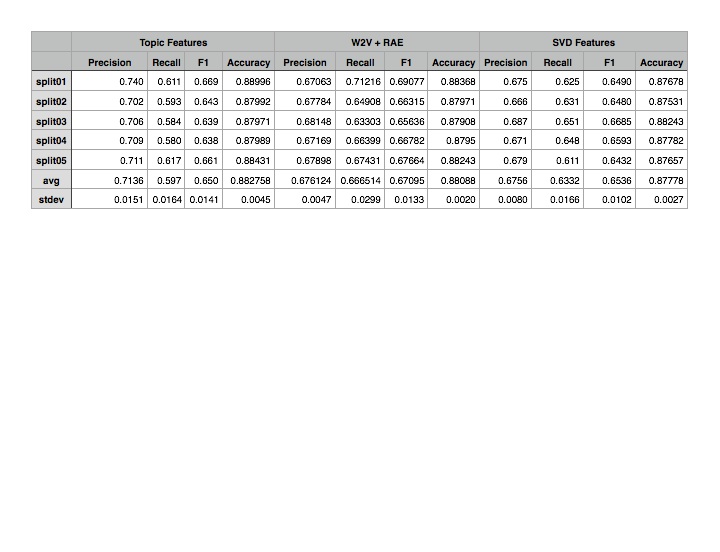 Topic Features W2V + RAE SVD Features
Precision Recall F1 Accuracy Precision Recall F1 Accuracy Precision Recall F1 Accuracy
split01 0.740 0.611 0.669 0.88996 0.67063 0.71216 0.69077 0.88368 0.675 0.625 0.6490 0.87678
split02 0.702 0.593 0.643 0.87992 0.67784 0.64908 0.66315 0.87971 0.666 0.631 0.6480 0.87531
split03 0.706 0.584 0.639 0.87971 0.68148 0.63303 0.65636 0.87908 0.687 0.651 0.6685 0.88243
split04 0.709 0.580 0.638 0.87989 0.67169 0.66399 0.66782 0.8795 0.671 0.648 0.6593 0.87782
split05 0.711 0.617 0.661 0.88431 0.67898 0.67431 0.67664 0.88243 0.679 0.611 0.6432 0.87657
avg 0.7136 0.597 0.650 0.882758 0.676124 0.666514 0.67095 0.88088 0.6756 0.6332 0.6536 0.87778
stdev 0.0151 0.0164 0.0141 0.0045 0.0047 0.0299 0.0133 0.0020 0.0080 0.0166 0.0102 0.0027